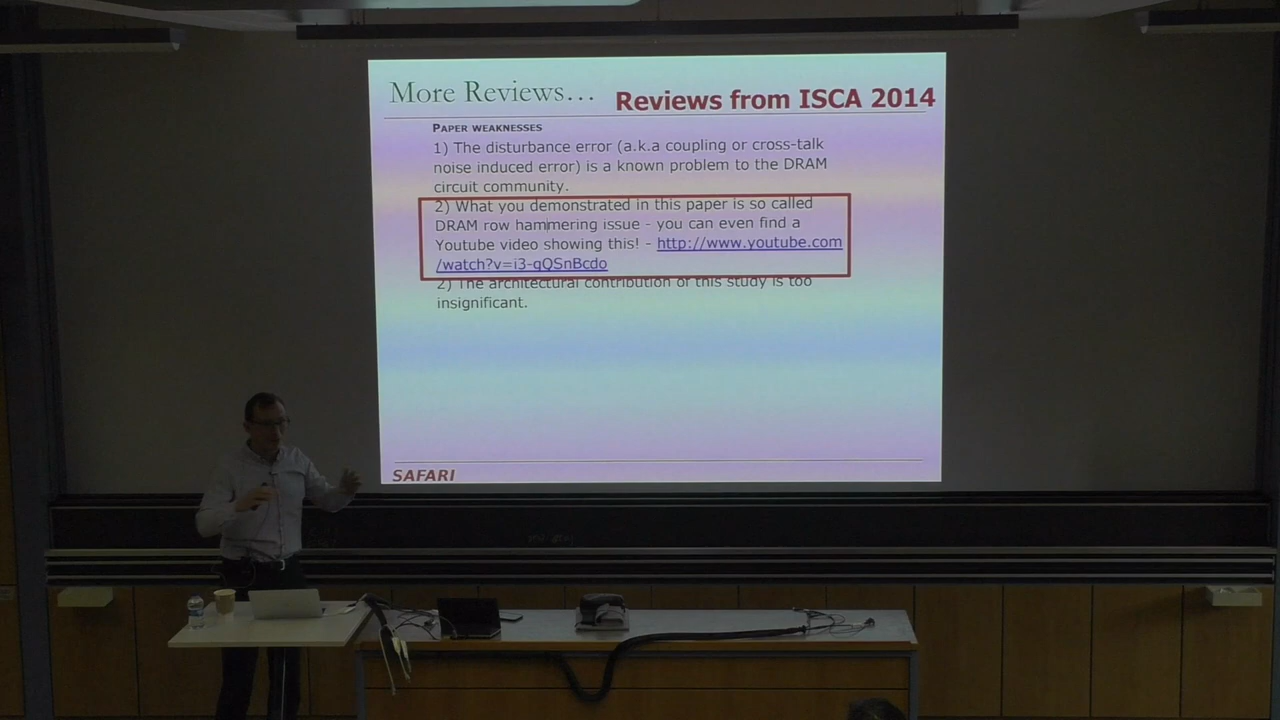 More Reviews…
Reviews from ISCA 2014
PAPER WEAKNESSES
1) The disturbance error (a.k.a coupling or cross-talk
noise induced error) is a known problem to the DRAM
circuit community.
2) What you demonstrated in this paper is so called
DRAM row hammering issue - you can even find a
Youtube video showing this! - http://www.youtube.com
/watch?v=i3-gQSnBcdo
2) The architectural contribution of this study is too
insignificant.
SAFARI